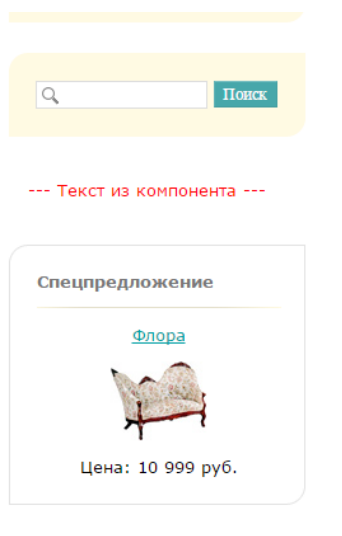 Поиск
--- Текст из компонента ---
Спецпредложение
Флора
Цена: 10 999 руб.